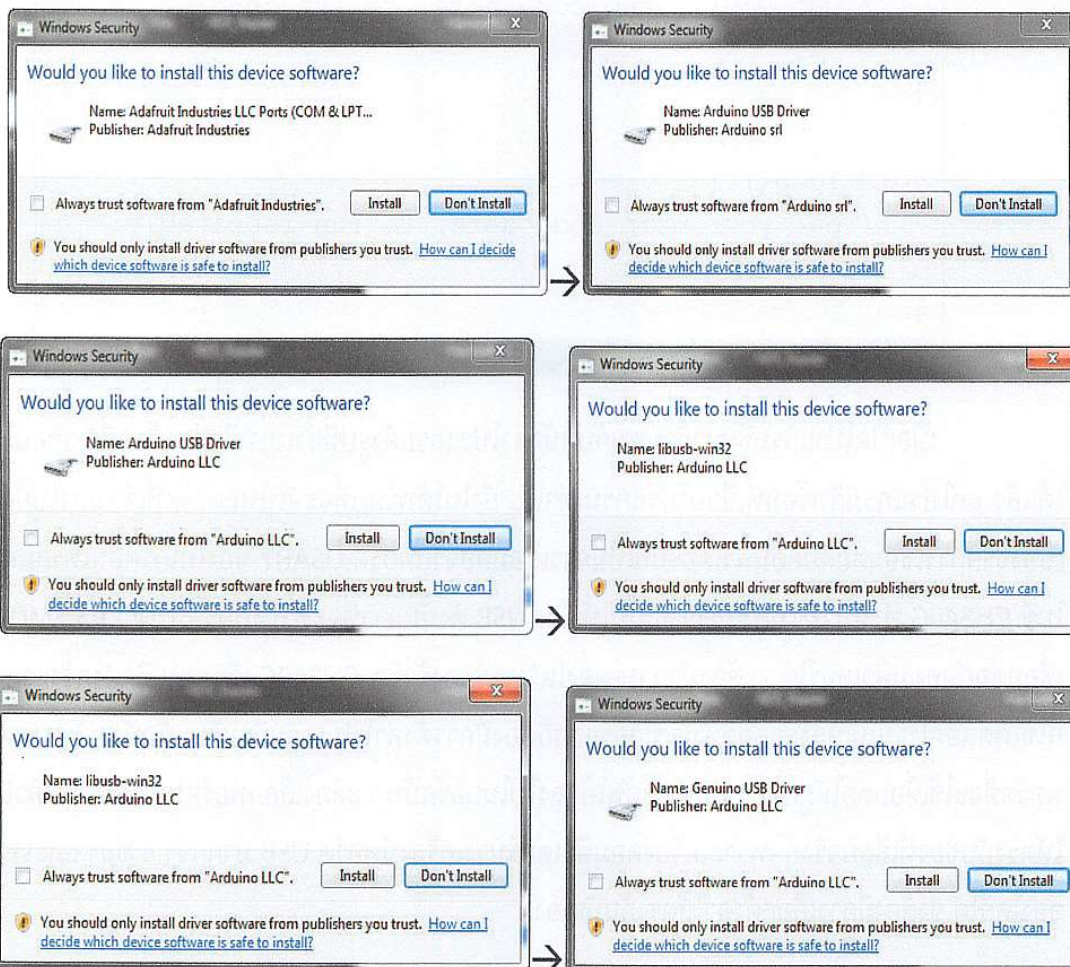 Windows Security
X
Would you like to install this device software?
Name: Adafruit Industries LLC Ports (COM & LPT...
Publisher: Adafruit Industries
Always trust software from "Adafruit Industries".
Install
Don't Install
You should only install driver software from publishers you trust. How can I decide
which device software is safe to install?
→
Windows Security
X
Would you like to install this device software?
Name: Arduino USB Driver
Publisher: Arduino srl
Always trust software from "Arduino srl".
Install
Don't Install
You should only install driver software from publishers you trust. How can I
decide which device software is safe to install?
Windows Security
X
Would you like to install this device software?
Name: Arduino USB Driver
Publisher: Arduino LLC
Always trust software from "Arduino LLC".
Install
Don't Install
You should only install driver software from publishers you trust. How can I
decide which device software is safe to install?
→
Windows Security
X
Would you like to install this device software?
Name: libusb-win32
Publisher: Arduino LLC
Always trust software from "Arduino LLC".
Install
Don't Install
You should only install driver software from publishers you trust. How can I
decide which device software is safe to install?
Windows Security
X
Would you like to install this device software?
Name: libusb-win32
Publisher: Arduino LLC
Always trust software from "Arduino LLC".
Install
Don't Install
You should only install driver software from publishers you trust. How can I
decide which device software is safe to install?
→
Windows Security
X
Would you like to install this device software?
Name: Genuino USB Driver
Publisher: Arduino LLC
Always trust software from "Arduino LLC".
Install
Don't Install
You should only install driver software from publishers you trust. How can I
decide which device software is safe to install?